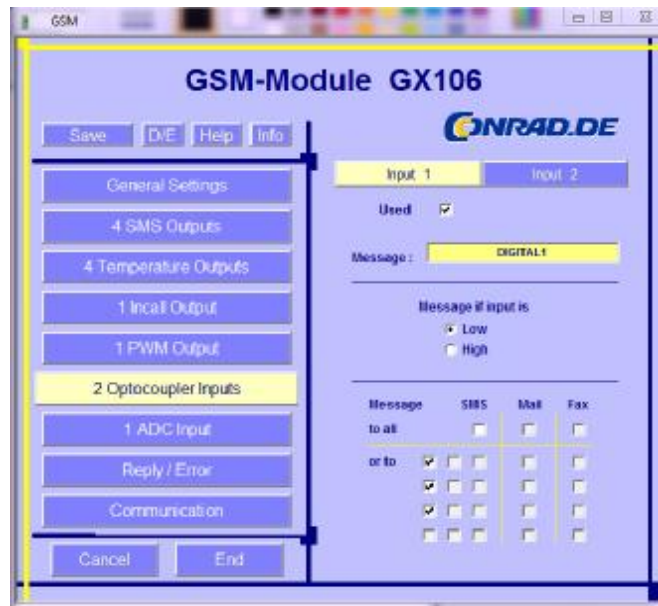 GSM
GSM-Module GX106
Save D/E Help Info
CONRAD.DE
General Settings
4 SMS Outputs
4 Temperature Outputs
1 Incall Output
1 PWM Output
2 Optocoupler Inputs
1 ADC Input
Reply / Error
Communication
Cancel End
Input 1 Input 2
Used
Message : DIGITAL1
Message if input is
Low
High
Message SMS Mail Fax
to all
or to